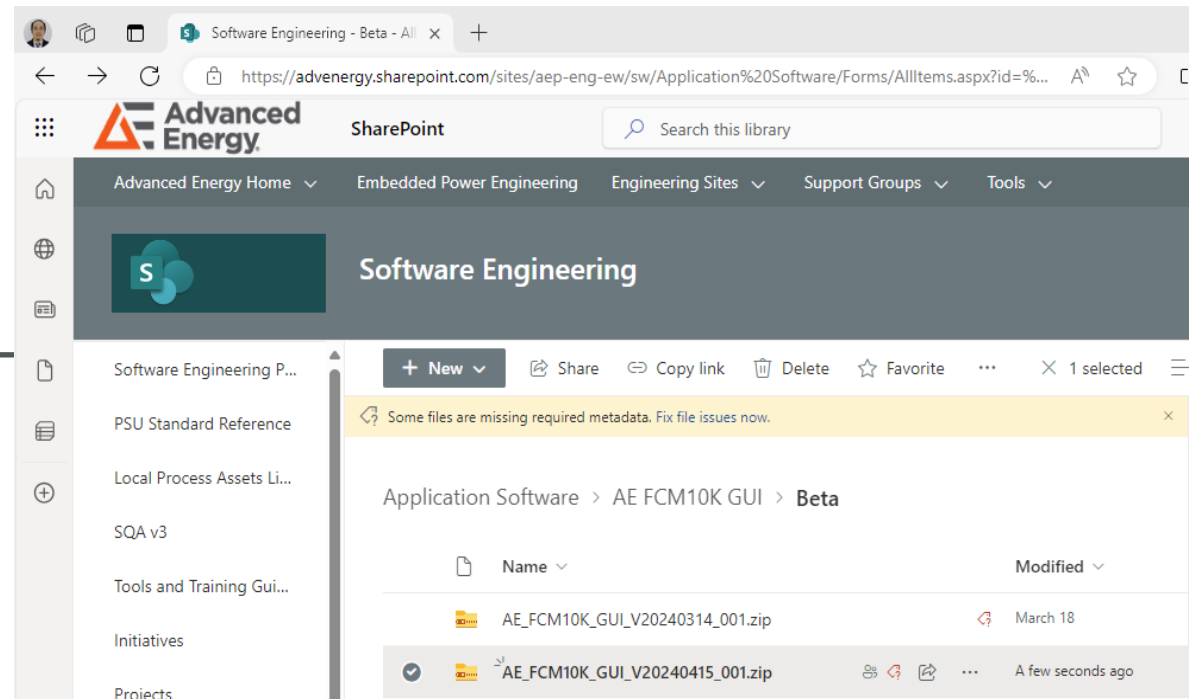 Software Engineering - Beta - All
https://advenergy.sharepoint.com/sites/aep-eng-ew/sw/Application%20Software/Forms/AllItems.aspx?id=%...
Advanced Energy
SharePoint
Search this library
Advanced Energy Home
Embedded Power Engineering
Engineering Sites
Support Groups
Tools
S
Software Engineering
Software Engineering P...
PSU Standard Reference
Local Process Assets Li...
SQA v3
Tools and Training Gui...
Initiatives
Projects
+ New
Share
Copy link
Delete
Favorite
...
1 selected
Some files are missing required metadata. Fix file issues now.
Application Software > AE FCM10K GUI > Beta
Name
Modified
AE_FCM10K_GUI_V20240314_001.zip
March 18
AE_FCM10K_GUI_V20240415_001.zip
...
A few seconds ago